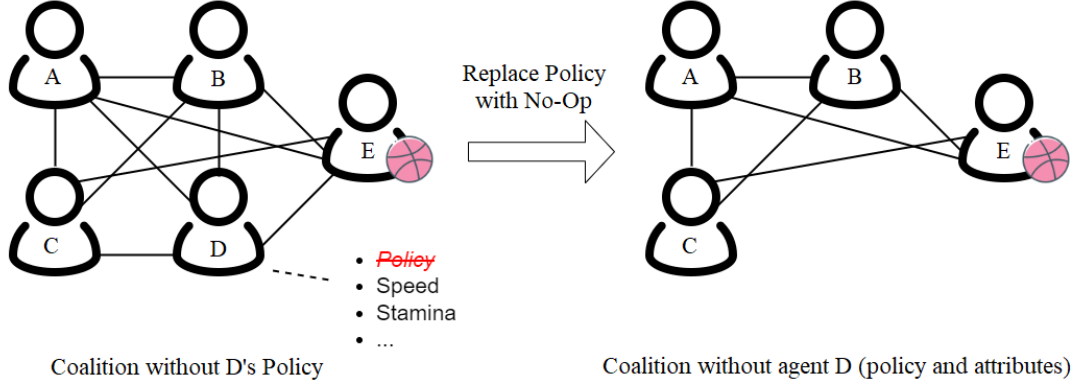 A
B
E
C
D
• Policy
• Speed
• Stamina
• ...
Coalition without D's Policy
Replace Policy
with No-Op
A
B
E
C
Coalition without agent D (policy and attributes)